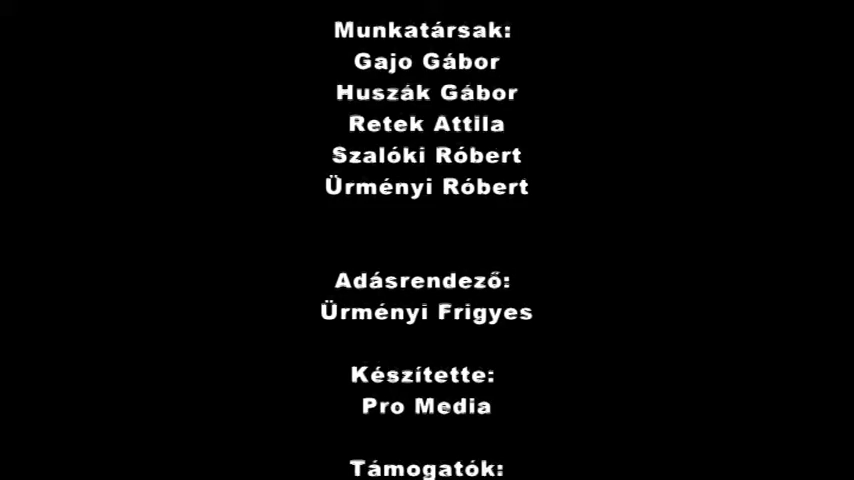 Munkatársak:
Gajo Gábor
Huszák Gábor
Retek Attila
Szalóki Róbert
Ürményi Róbert
Adásrendező:
Ürményi Frigyes
Készítette:
Pro Media
Támogatók: